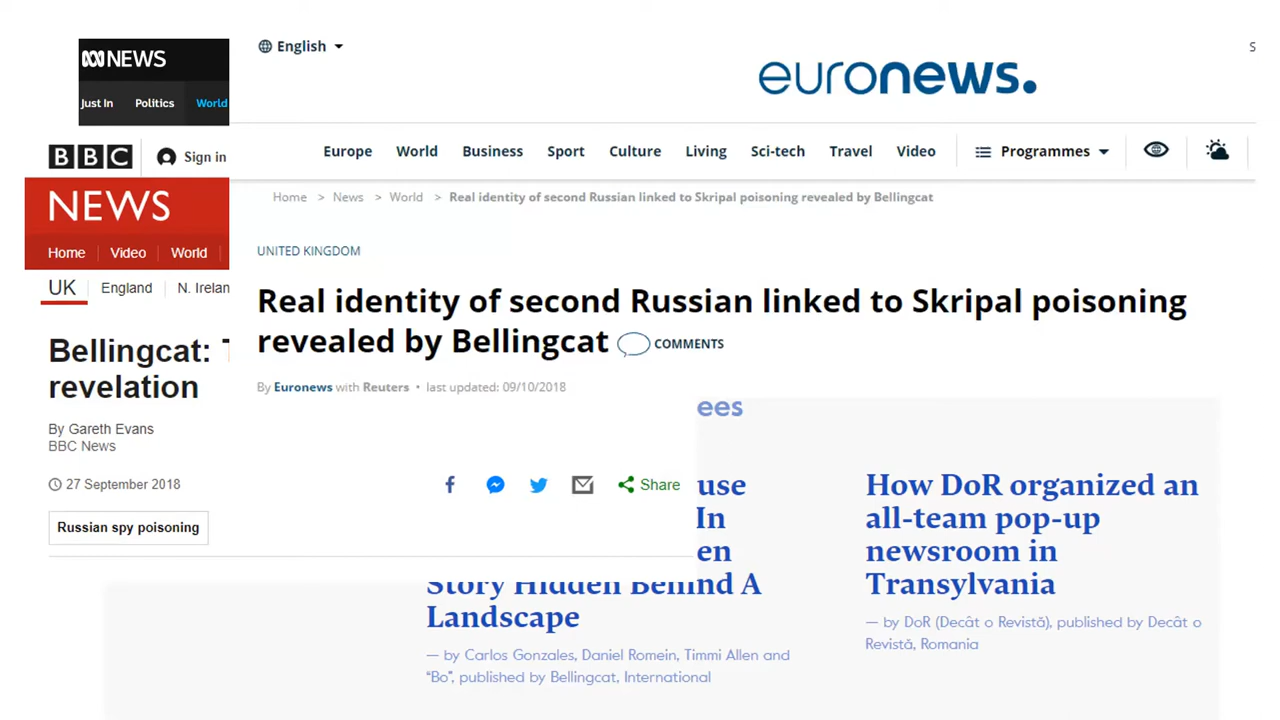 English
S
NEWS
euronews.
Just In Politics World
BBC Sign in
Europe World Business Sport Culture Living Sci-tech Travel Video Programmes
NEWS
Home > News > World > Real identity of second Russian linked to Skripal poisoning revealed by Bellingcat
Home Video World
UNITED KINGDOM
UK England N. Irelan
Real identity of second Russian linked to Skripal poisoning
revealed by Bellingcat COMMENTS
Bellingcat:
revelation
By Euronews with Reuters • last updated: 09/10/2018
By Gareth Evans
BBC News
27 September 2018
Share
Russian spy poisoning
ees
use
In
en
Story Hidden Behind A
Landscape
— by Carlos Gonzales, Daniel Romein, Timmi Allen and
“Bo”, published by Bellingcat, International
How DoR organized an
all-team pop-up
newsroom in
Transylvania
— by DoR (Decât o Revistă), published by Decât o
Revistă, Romania